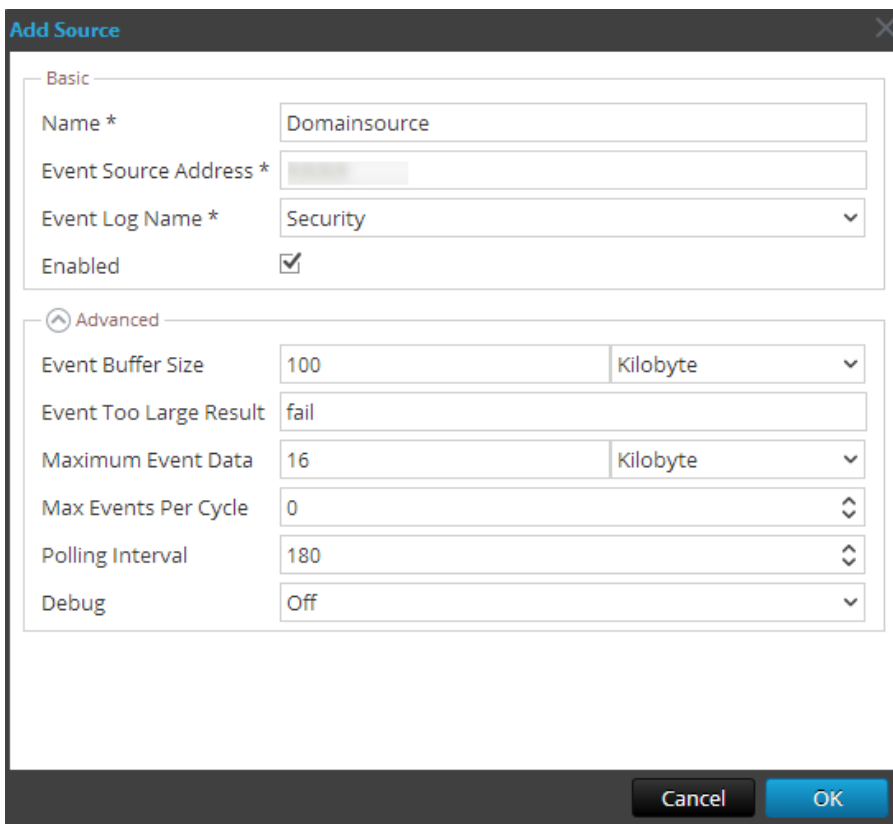 Add Source
Basic
Name * Domainsource
Event Source Address *
Event Log Name * Security
Enabled
Advanced
Event Buffer Size 100 Kilobyte
Event Too Large Result fail
Maximum Event Data 16 Kilobyte
Max Events Per Cycle 0
Polling Interval 180
Debug Off
Cancel OK